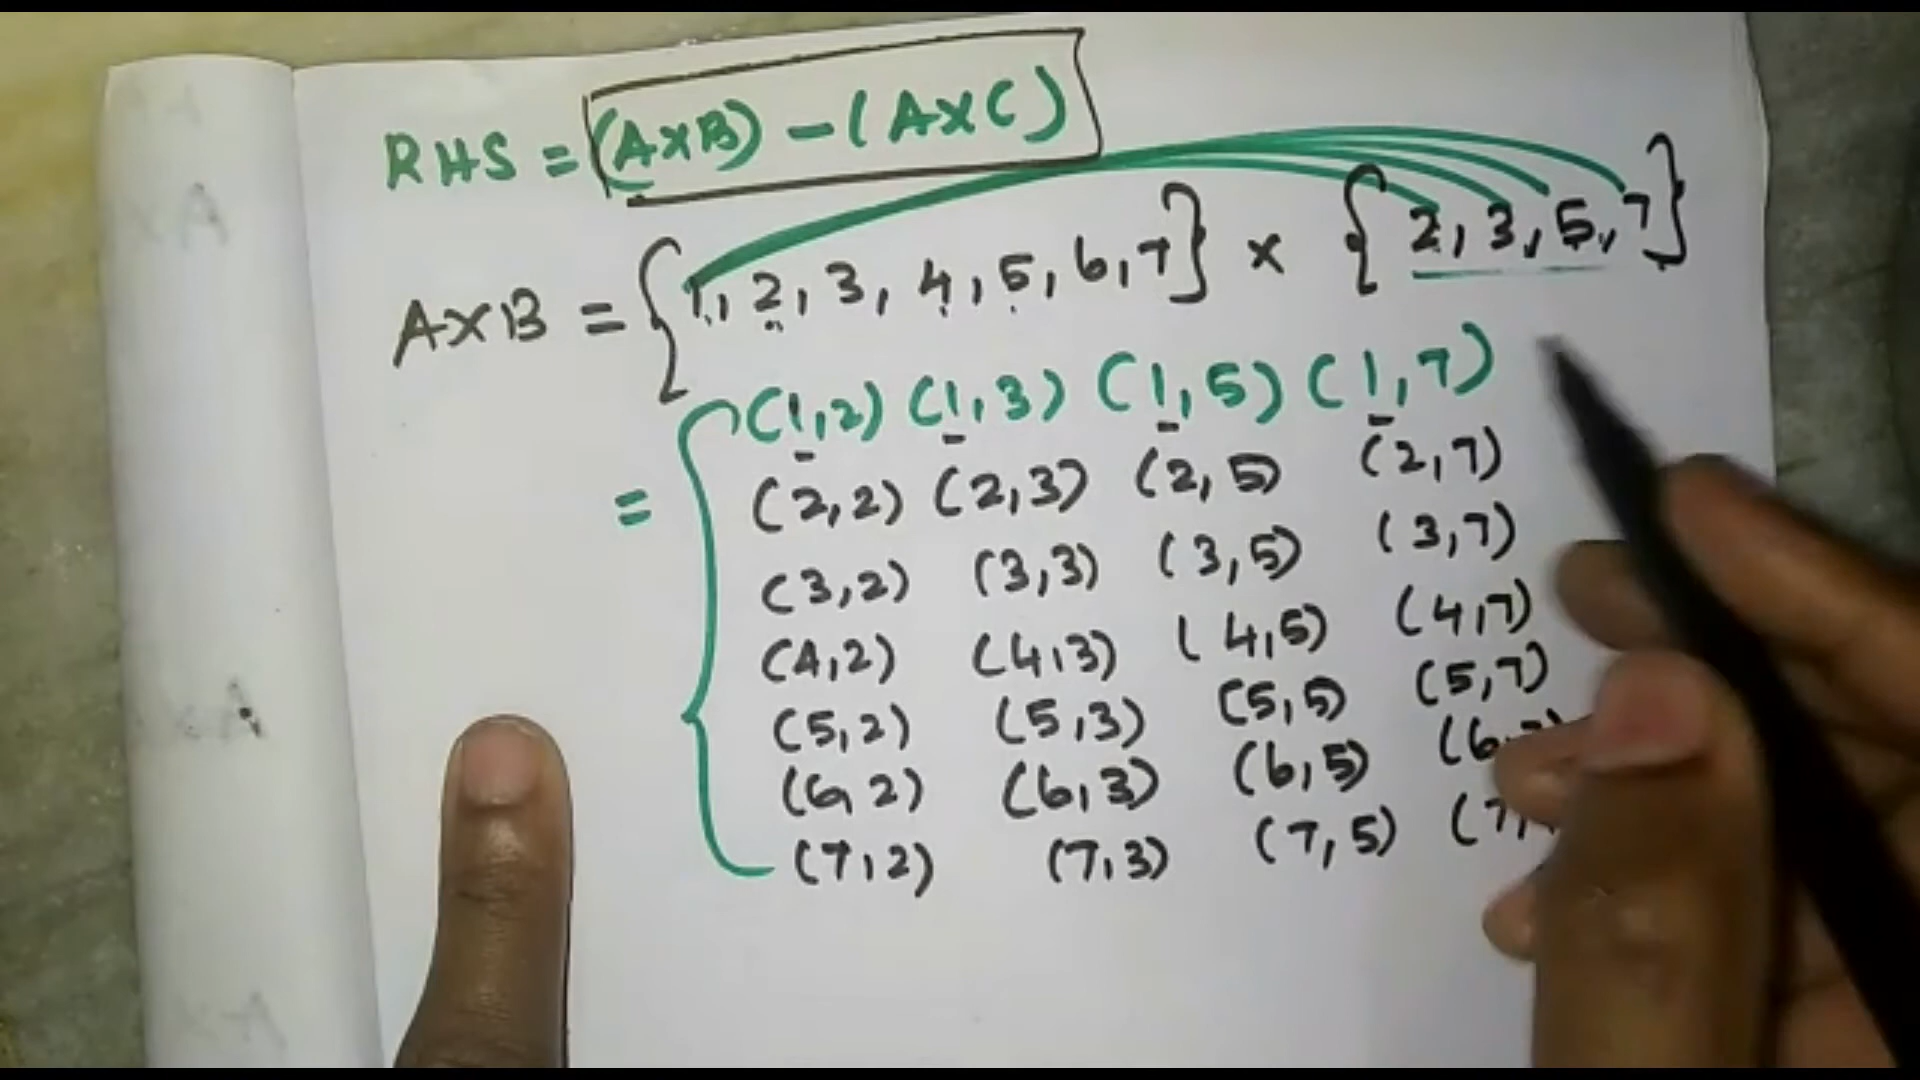 RHS = (A×B) - (A×C)
A×B = {1, 2, 3, 4, 5, 6, 7} × {2, 3, 5, 7}
= { (1,2) (1,3) (1,5) (1,7)
(2,2) (2,3) (2,5) (2,7)
(3,2) (3,3) (3,5) (3,7)
(4,2) (4,3) (4,5) (4,7)
(5,2) (5,3) (5,5) (5,7)
(6,2) (6,3) (6,5) (6,
(7,2) (7,3) (7,5) (7,